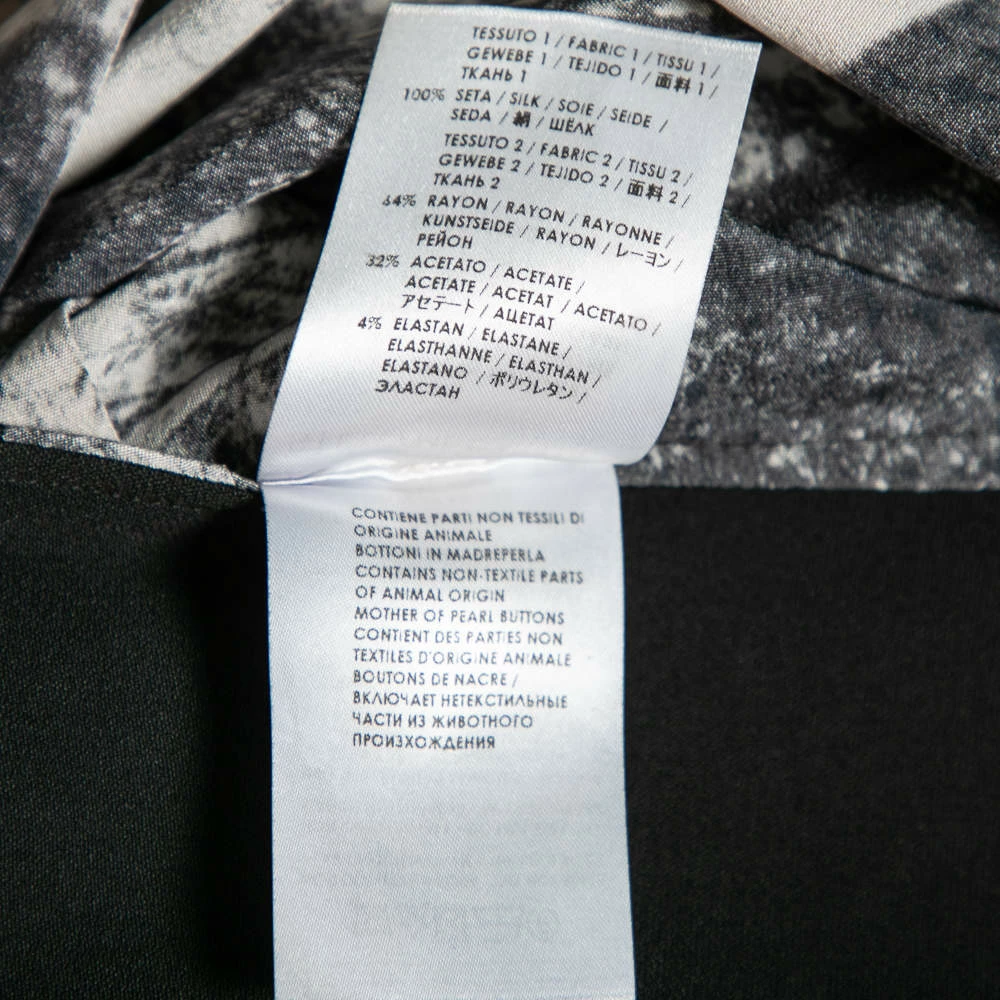 TESSUTO 1 / FABRIC 1 / TISSU 1 /
GEWEBE 1 / TEJIDO 1 / 面料 1 /
ТКАНЬ 1
100% SETA / SILK / SOIE / SEIDE /
SEDA / 絹 / ШЁЛК
TESSUTO 2 / FABRIC 2 / TISSU 2 /
GEWEBE 2 / TEJIDO 2 / 面料 2 /
ТКАНЬ 2
64% RAYON / RAYON / RAYONNE /
KUNSTSEIDE / RAYON / レーヨン /
РЕЙОН
32% ACETATO / ACETATE /
ACETATE / ACETAT / ACETATO /
アセテート / АЦЕТАТ
4% ELASTAN / ELASTANE /
ELASTHANNE / ELASTHAN /
ELASTANO / ポリウレタン /
ЭЛАСТАН
CONTIENE PARTI NON TESSILI DI
ORIGINE ANIMALE
BOTTONI IN MADREPERLA
CONTAINS NON-TEXTILE PARTS
OF ANIMAL ORIGIN
MOTHER OF PEARL BUTTONS
CONTIENT DES PARTIES NON
TEXTILES D'ORIGINE ANIMALE
BOUTONS DE NACRE /
ВКЛЮЧАЕТ НЕТЕКСТИЛЬНЫЕ
ЧАСТИ ИЗ ЖИВОТНОГО
ПРОИЗХОЖДЕНИЯ